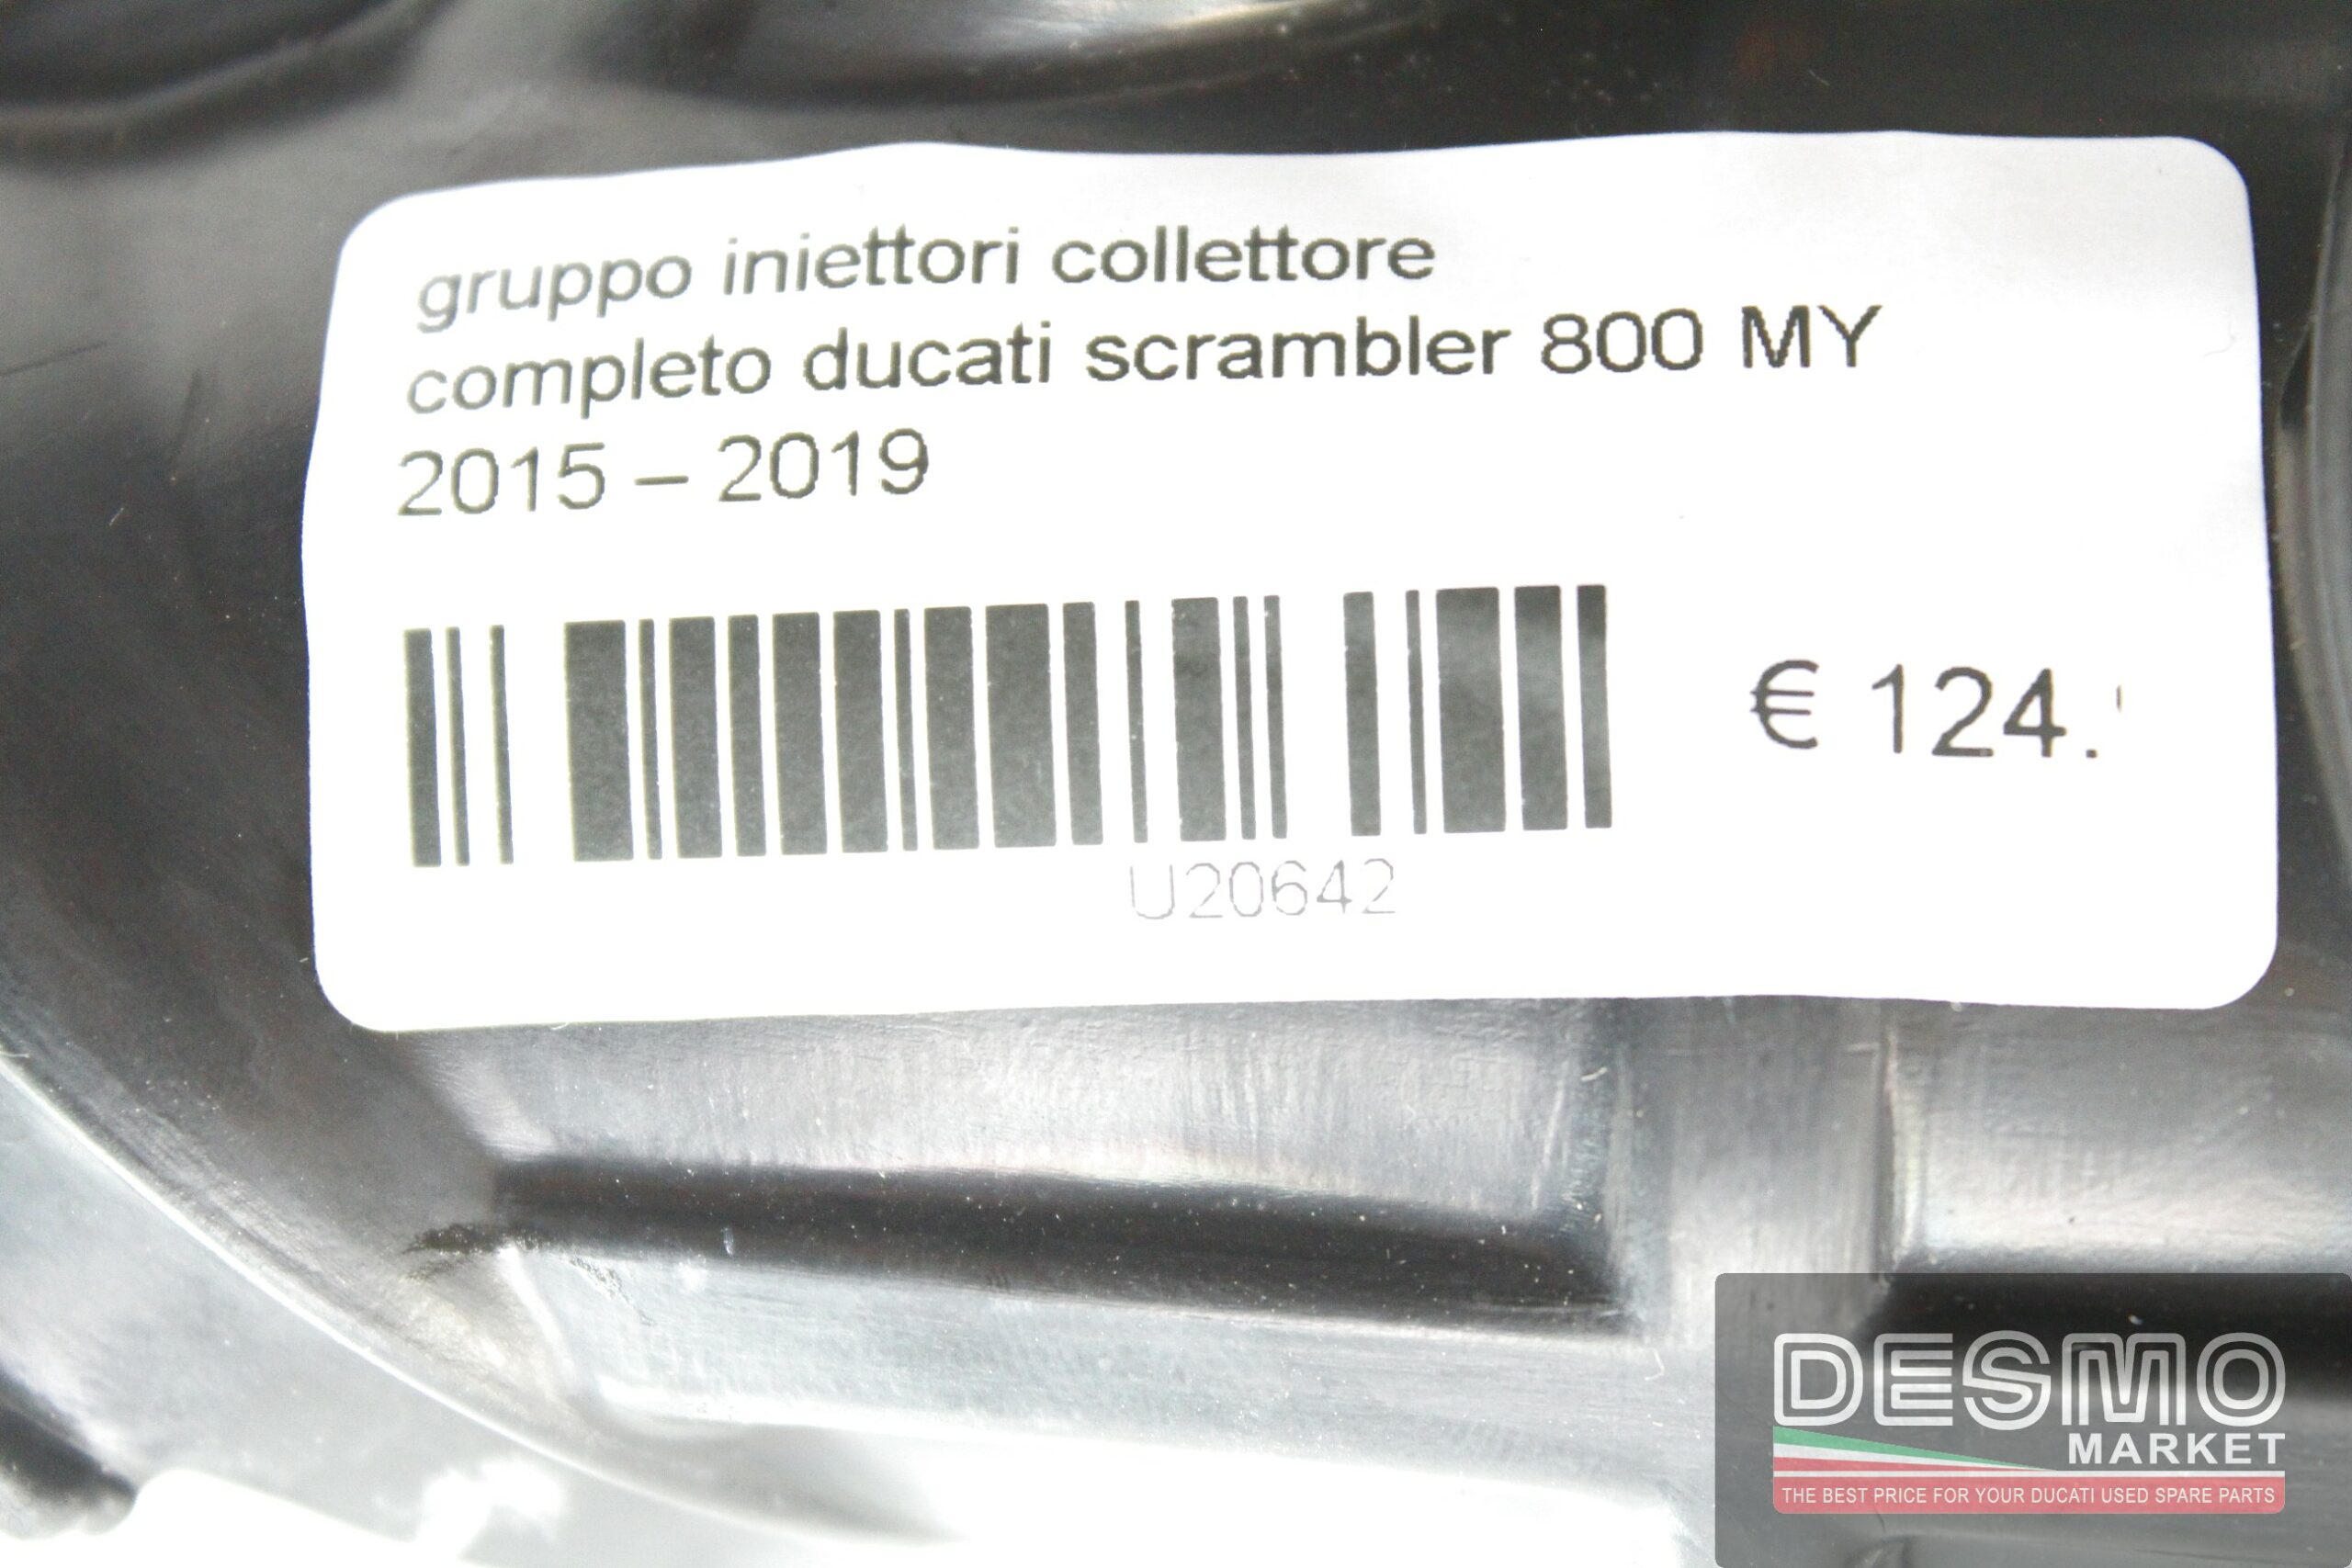 gruppo iniettori collettore
completo ducati scrambler 800 MY
2015 – 2019
€ 124.
U20642
DESMO
MARKET
THE BEST PRICE FOR YOUR DUCATI USED SPARE PARTS